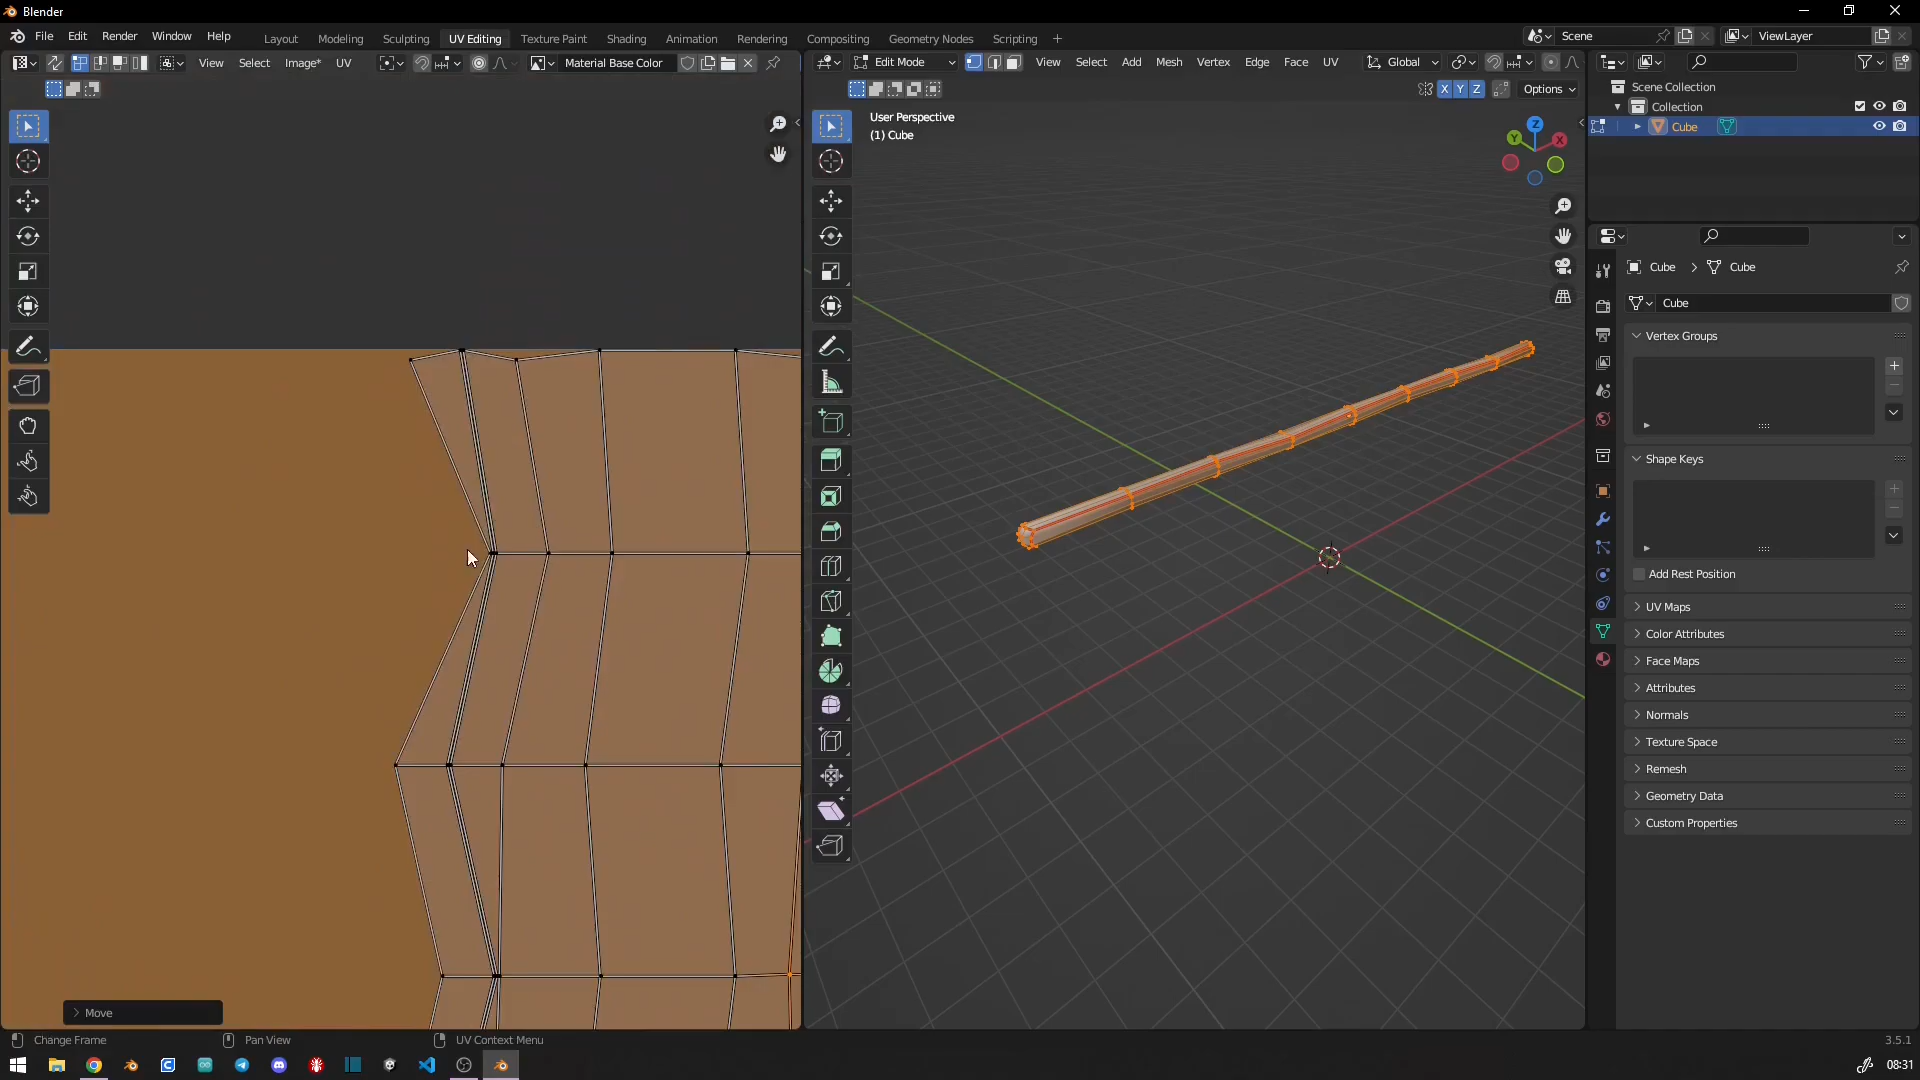 Blender
File Edit Render Window Help Layout Modeling Sculpting UV Editing Texture Paint Shading Animation Rendering Compositing Geometry Nodes Scripting + Scene ViewLayer
View Select Image* UV Material Base Color Edit Mode View Select Add Mesh Vertex Edge Face UV Global
X Y Z Options Scene Collection
Collection
Cube
User Perspective
(1) Cube
Z
Y X
Cube > Cube
Cube
Vertex Groups
Shape Keys
Add Rest Position
UV Maps
Color Attributes
Face Maps
Attributes
Normals
Texture Space
Remesh
Geometry Data
Custom Properties
> Move
Change Frame Pan View UV Context Menu 3.5.1
08:31